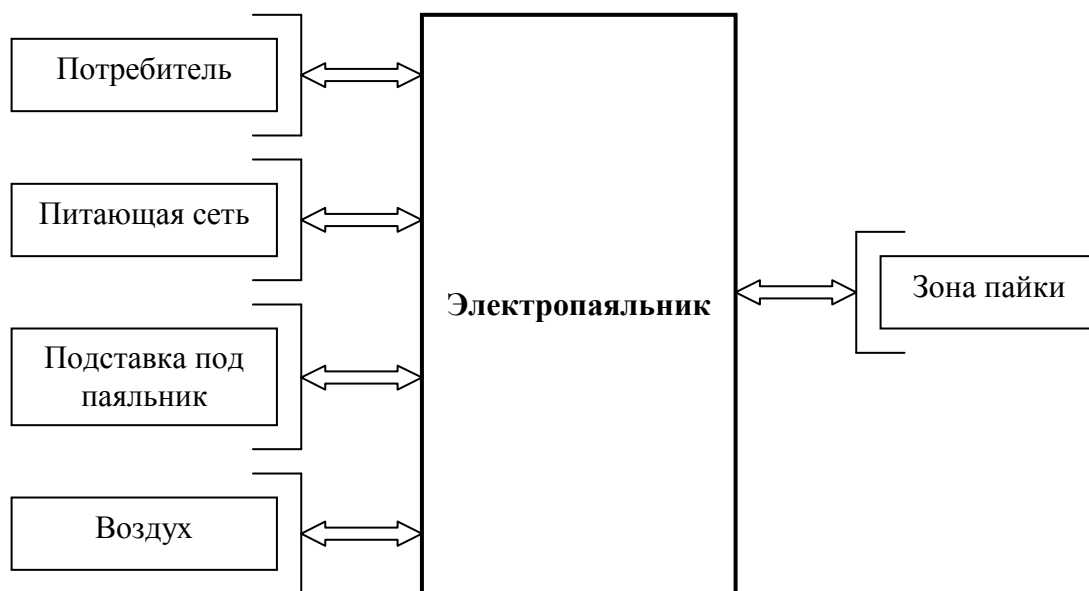 Потребитель
Питающая сеть
Подставка под
паяльник
Воздух
Электропаяльник
Зона пайки